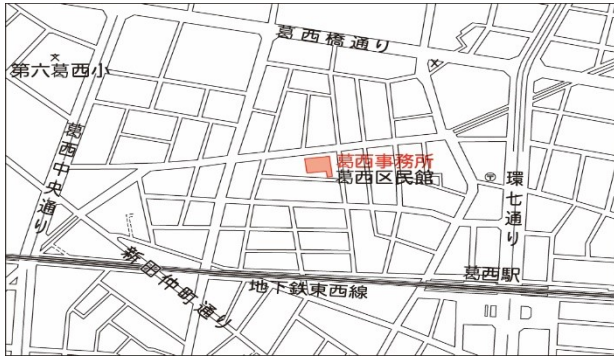 葛西橋通り
第六葛西小
葛西中央通り
葛西事務所
葛西区民館
環七通り
新田仲町通り
葛西駅
地下鉄東西線